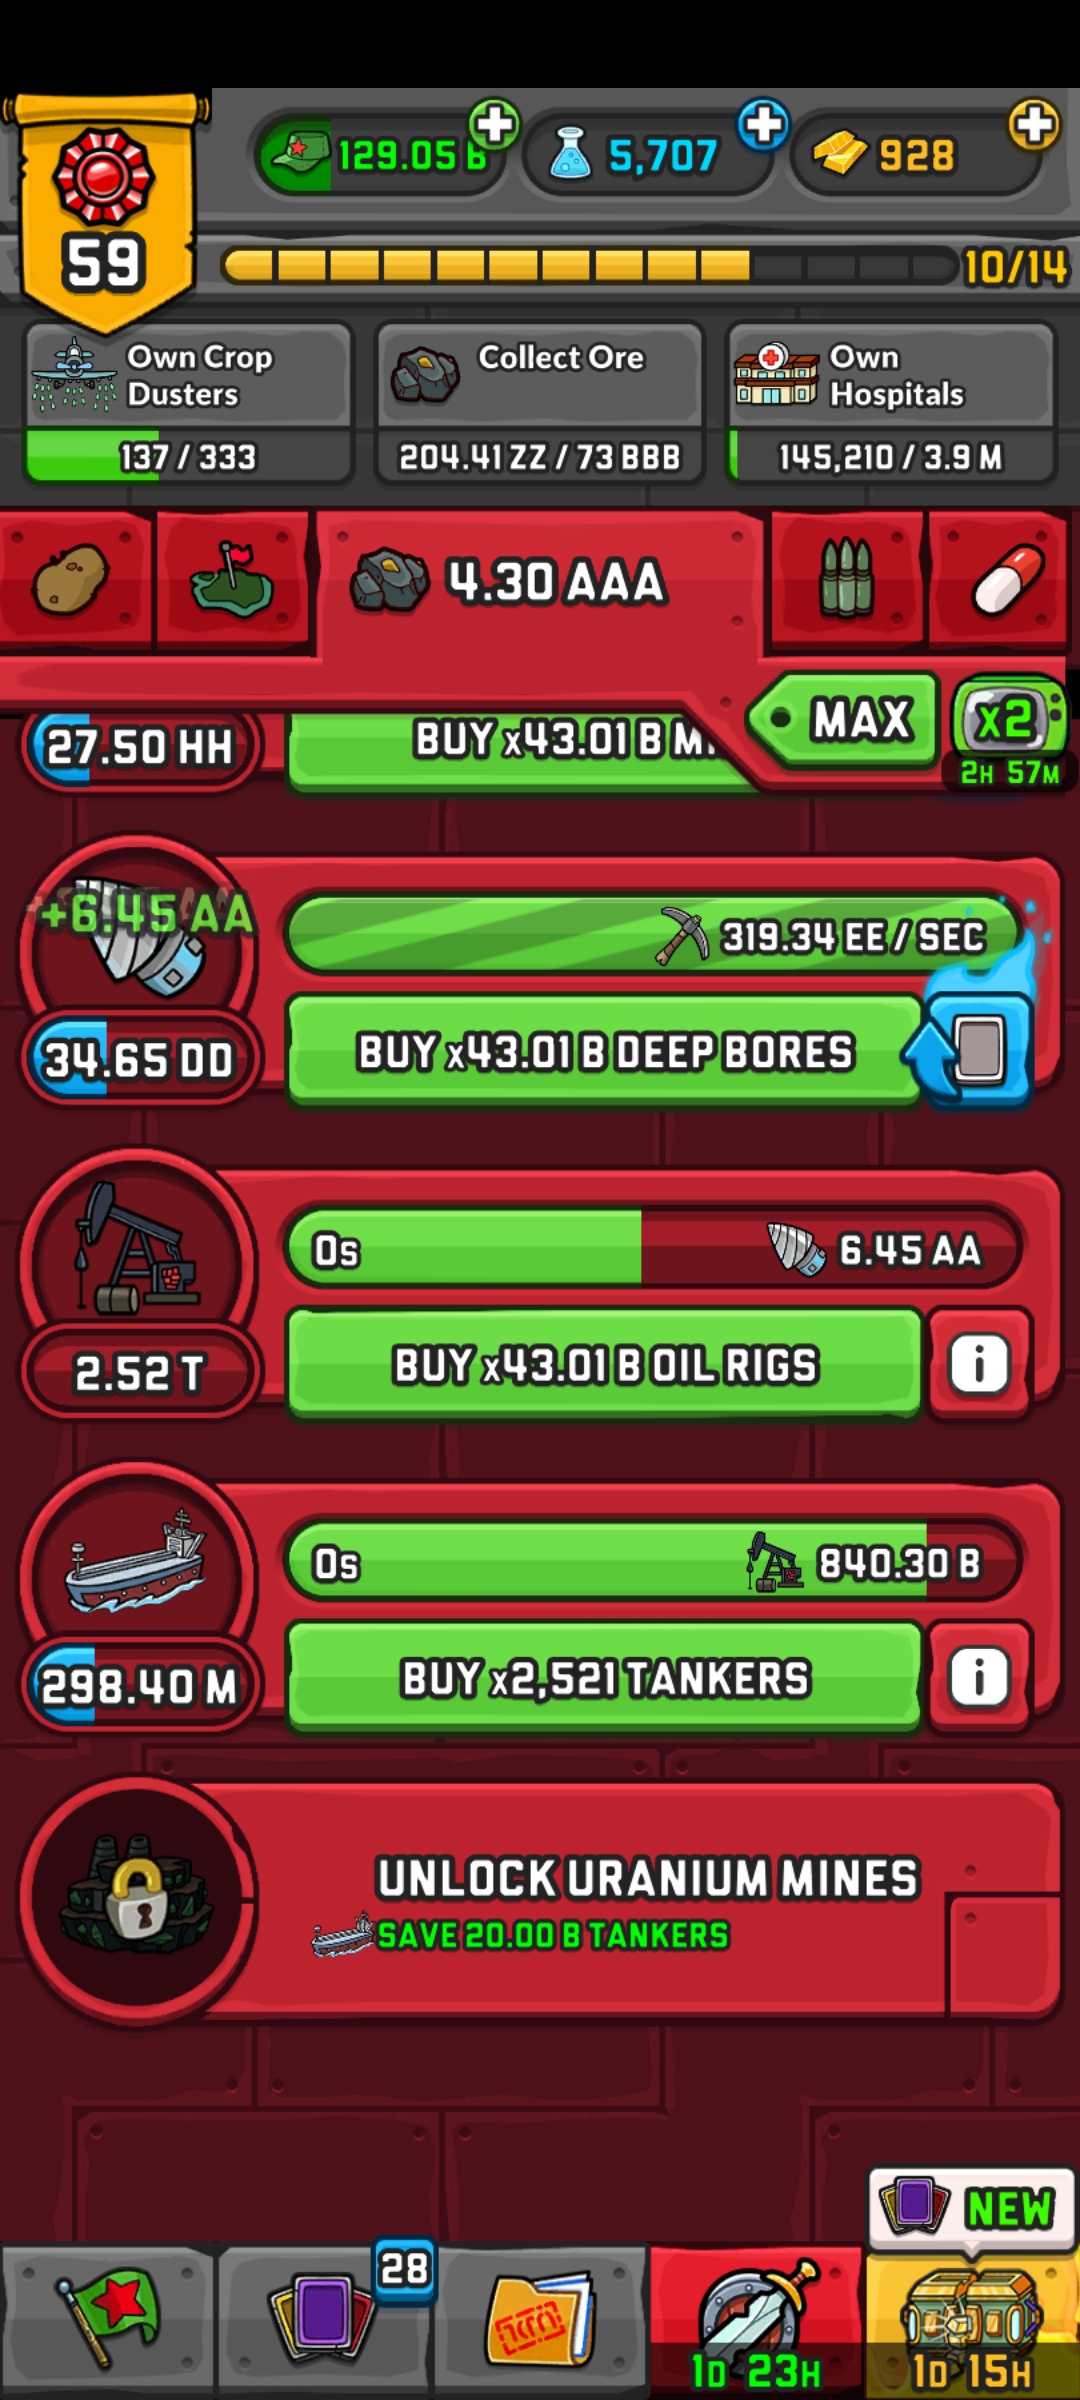 129.05 B
5,707
928
59
10/14
Own Crop
Dusters
137 / 333
Collect Ore
204.41 ZZ / 73 BBB
Own
Hospitals
145,210 / 3.9 M
4.30 AAA
MAX
x2
2H 57M
27.50 HH
BUY x43.01 B
+6.45 AA
319.34 EE / SEC
34.65 DD
BUY x43.01 B DEEP BORES
0s
6.45 AA
2.52 T
BUY x43.01 B OIL RIGS
i
0s
840.30 B
298.40 M
BUY x2,521 TANKERS
i
UNLOCK URANIUM MINES
SAVE 20.00 B TANKERS
NEW
28
1D 23H
1D 15H